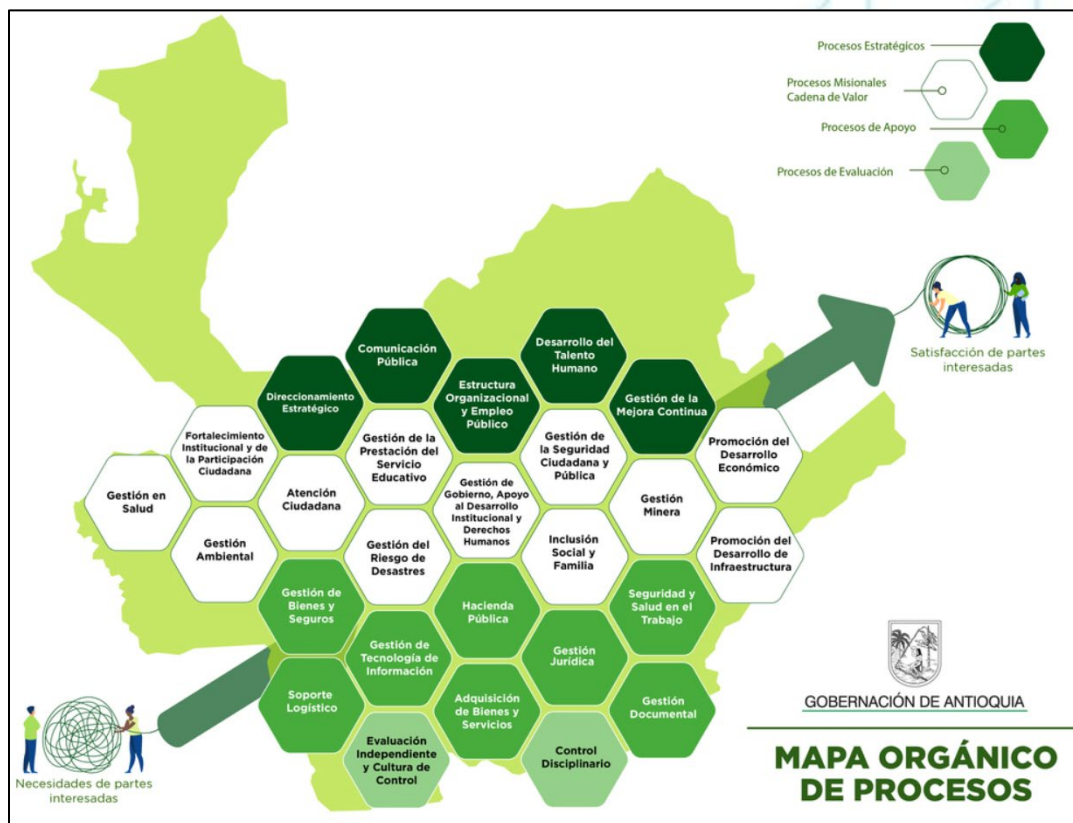 Procesos Estratégicos
Procesos Misionales
Cadena de Valor
Procesos de Apoyo
Procesos de Evaluación
Satisfacción de partes
interesadas
Comunicación
Pública
Desarrollo del
Talento
Humano
Direccionamiento
Estratégico
Estructura
Organizacional
y Empleo
Público
Gestión de la
Mejora Continua
Fortalecimiento
Institucional y de
la Participación
Ciudadana
Gestión de la
Prestación del
Servicio
Educativo
Gestión de
la Seguridad
Ciudadana y
Pública
Promoción del
Desarrollo
Económico
Gestión en
Salud
Atención
Ciudadana
Gestión de
Gobierno, Apoyo
al Desarrollo
Institucional y
Derechos
Humanos
Gestión
Minera
Gestión
Ambiental
Gestión del
Riesgo de
Desastres
Inclusión
Social y
Familia
Promoción del
Desarrollo de
Infraestructura
Gestión de
Bienes y
Seguros
Hacienda
Pública
Seguridad y
Salud en el
Trabajo
Gestión de
Tecnología de
Información
Gestión
Jurídica
Soporte
Logístico
Adquisición
de Bienes y
Servicios
Gestión
Documental
Evaluación
Independiente
y Cultura de
Control
Control
Disciplinario
Necesidades de partes
interesadas
GOBERNACIÓN DE ANTIOQUIA
MAPA ORGÁNICO
DE PROCESOS